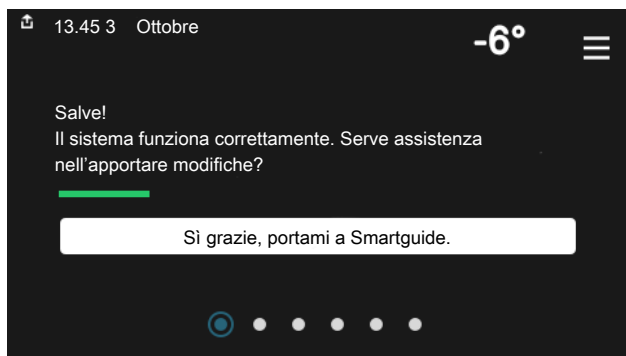 13.45 3 Ottobre
-6°
Salve!
Il sistema funziona correttamente. Serve assistenza
nell'apportare modifiche?
Sì grazie, portami a Smartguide.